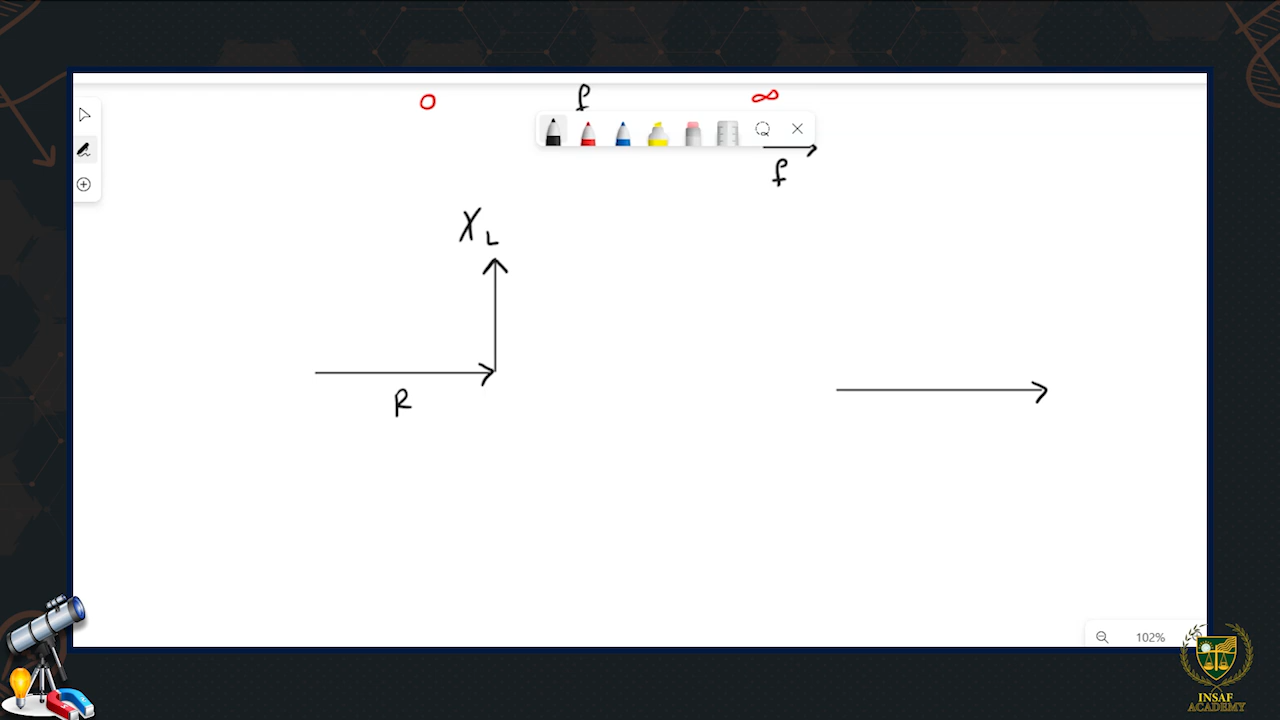 0 f ∞
f
X_L
R
102%
INSAF
ACADEMY